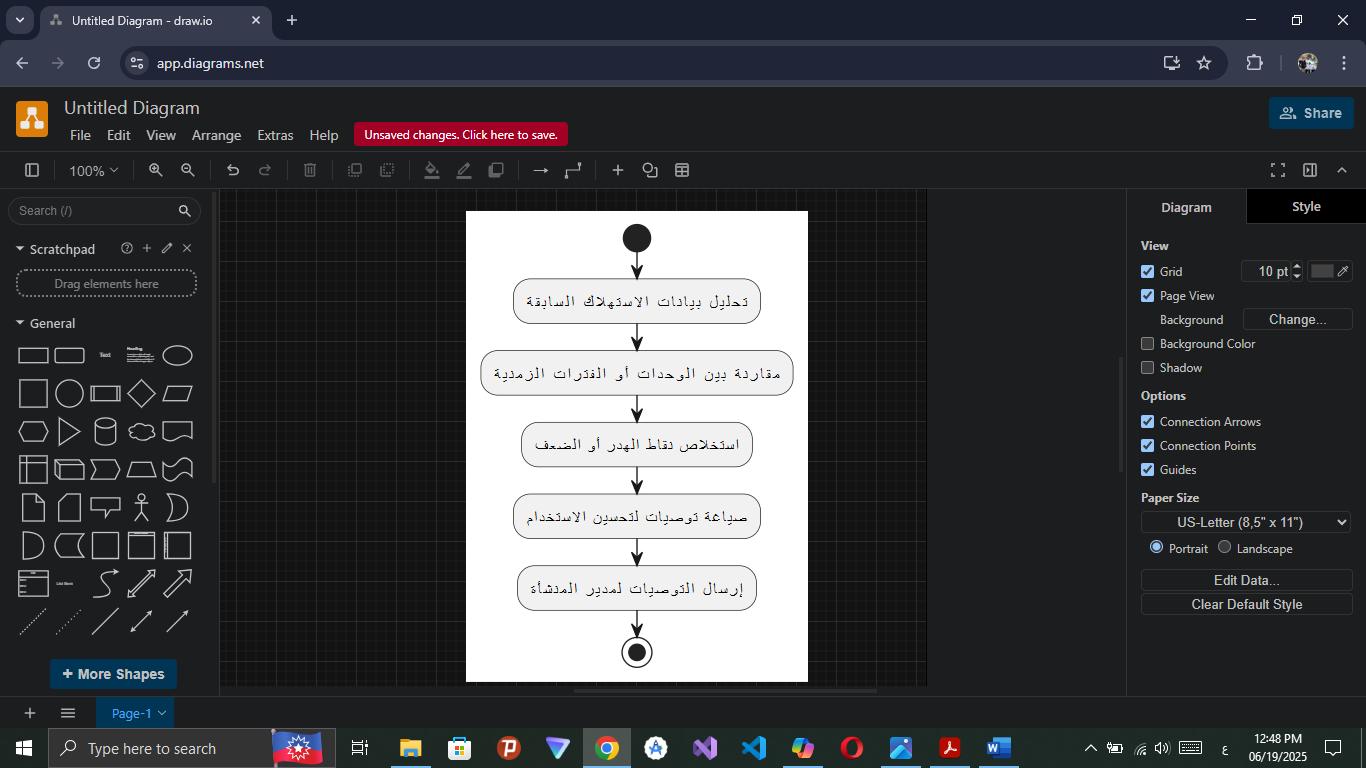 Untitled Diagram - draw.io
app.diagrams.net
Untitled Diagram
File Edit View Arrange Extras Help
Unsaved changes. Click here to save.
Share
100%
Search (/)
Scratchpad
Drag elements here
General
Text
Heading
List Item
+ More Shapes
تحليل بيانات الاستهلاك السابقة
مقارنة بين الوحدات أو الفترات الزمنية
استخلاص نقاط الهدر أو الضعف
صياغة توصيات لتحسين الاستخدام
إرسال التوصيات لمدير المنشأة
Diagram
Style
View
Grid
10 pt
Page View
Background
Change...
Background Color
Shadow
Options
Connection Arrows
Connection Points
Guides
Paper Size
US-Letter (8,5" x 11")
Portrait
Landscape
Edit Data...
Clear Default Style
Page-1
Type here to search
ع
12:48 PM
06/19/2025